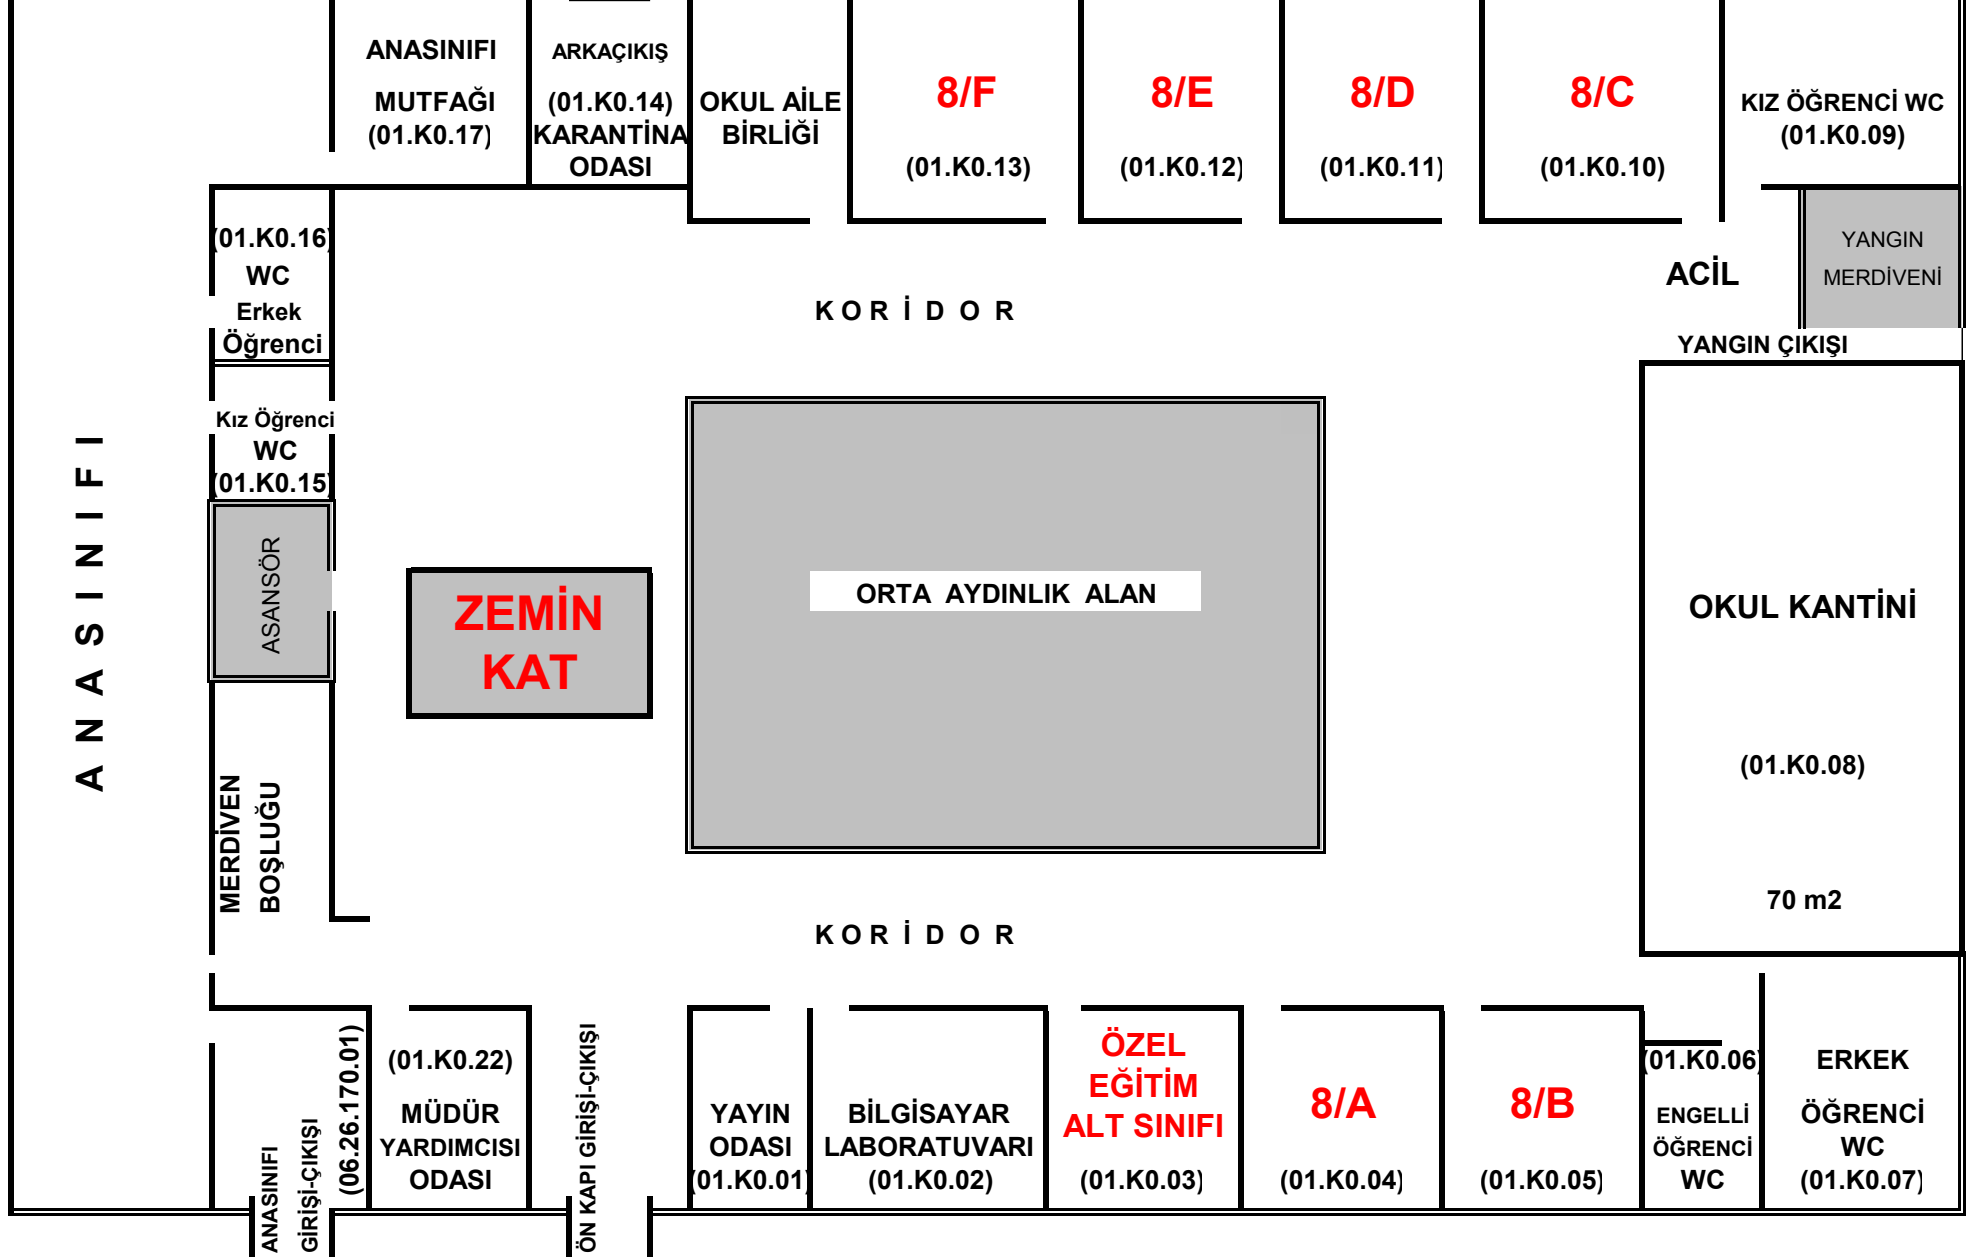 ANASINIFI
MUTFAĞI
(01.K0.17)
ARKAÇIKIŞ
(01.K0.14)
KARANTİNA
ODASI
OKUL AİLE
BİRLİĞİ
8/F
(01.K0.13)
8/E
(01.K0.12)
8/D
(01.K0.11)
8/C
(01.K0.10)
KIZ ÖĞRENCİ WC
(01.K0.09)
(01.K0.16)
WC
Erkek
Öğrenci
KORİDOR
ACİL
YANGIN
MERDİVENİ
YANGIN ÇIKIŞI
Kız Öğrenci
WC
(01.K0.15)
ANASINIFI
ASANSÖR
ZEMİN
KAT
ORTA AYDINLIK ALAN
OKUL KANTİNİ
(01.K0.08)
70 m2
MERDİVEN
BOŞLUĞU
KORİDOR
ANASINIFI
GİRİŞİ-ÇIKIŞI
(06.26.170.01)
(01.K0.22)
MÜDÜR
YARDIMCISI
ODASI
ÖN KAPI GİRİŞİ-ÇIKIŞI
YAYIN
ODASI
(01.K0.01)
BİLGİSAYAR
LABORATUVARI
(01.K0.02)
ÖZEL
EĞİTİM
ALT SINIFI
(01.K0.03)
8/A
(01.K0.04)
8/B
(01.K0.05)
(01.K0.06)
ENGELLİ
ÖĞRENCİ
WC
ERKEK
ÖĞRENCİ
WC
(01.K0.07)